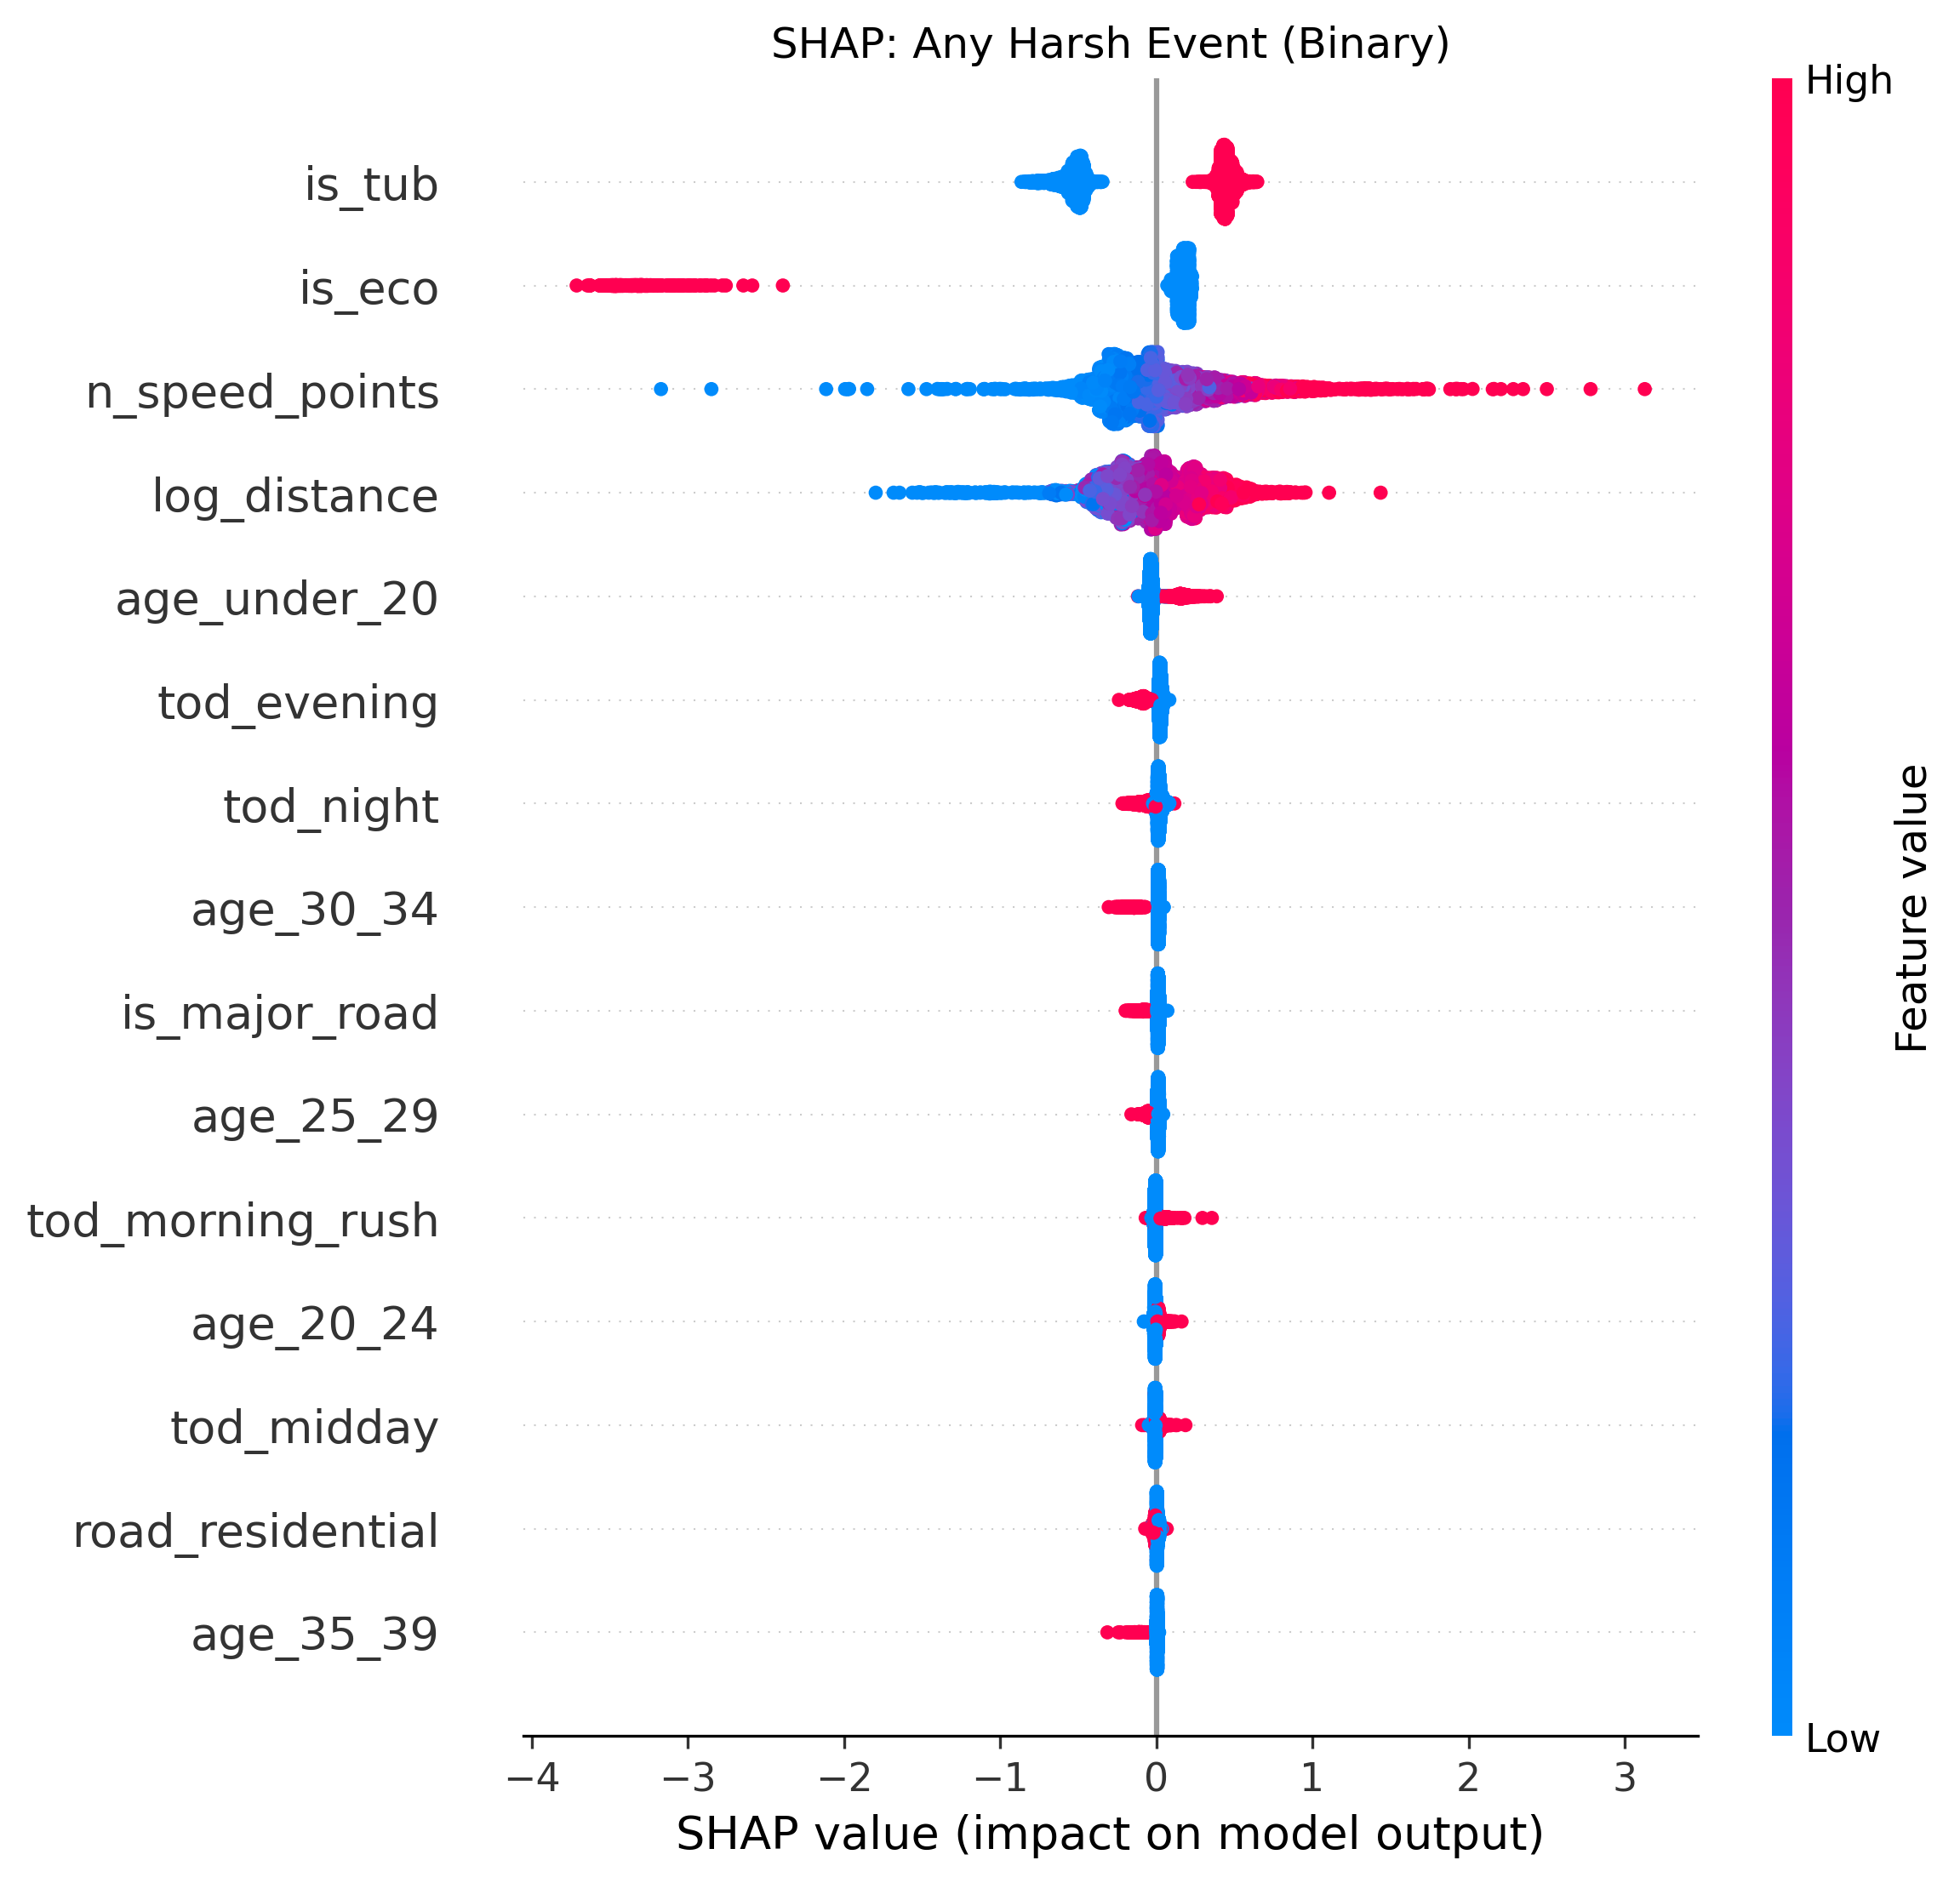 SHAP: Any Harsh Event (Binary)
High
is_tub
is_eco
n_speed_points
log_distance
age_under_20
tod_evening
tod_night
age_30_34
is_major_road
age_25_29
tod_morning_rush
age_20_24
tod_midday
road_residential
age_35_39
Feature value
Low
−4 −3 −2 −1 0 1 2 3
SHAP value (impact on model output)